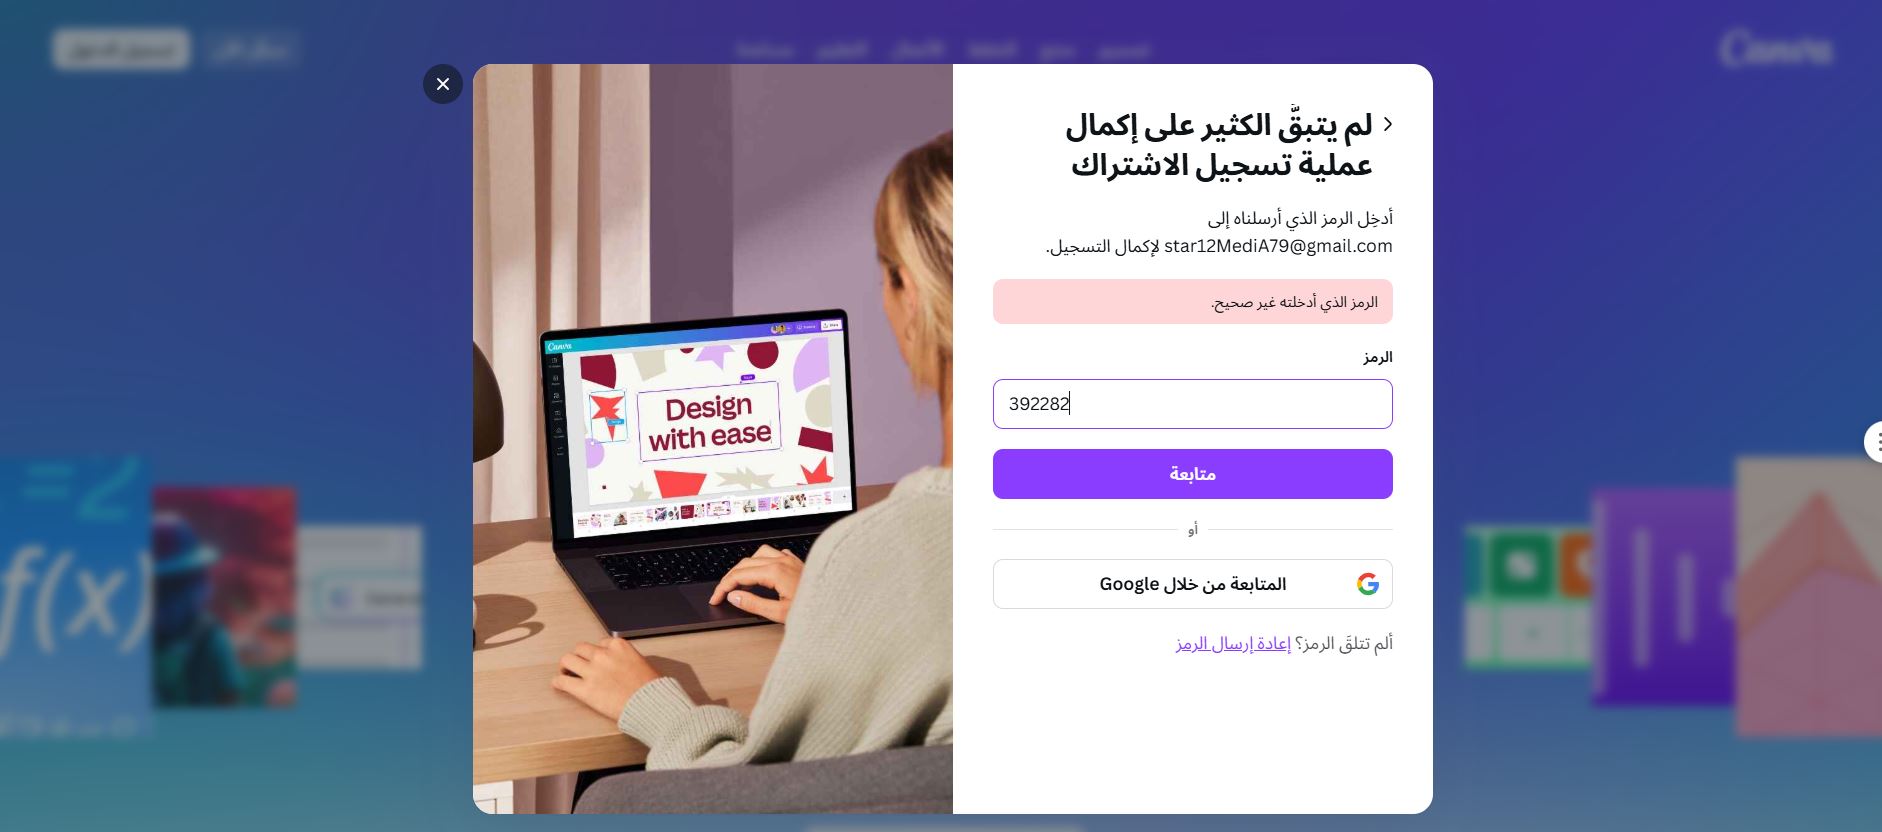 Canva
لم يتبقَّ الكثير على إكمال
عملية تسجيل الاشتراك
أدخِل الرمز الذي أرسلناه إلى
star12MediA79@gmail.com لإكمال التسجيل.
الرمز الذي أدخلته غير صحيح.
الرمز
392282
متابعة
أو
المتابعة من خلال Google
ألم تتلقَ الرمز؟ إعادة إرسال الرمز
Canva
Design
with ease
f(x)